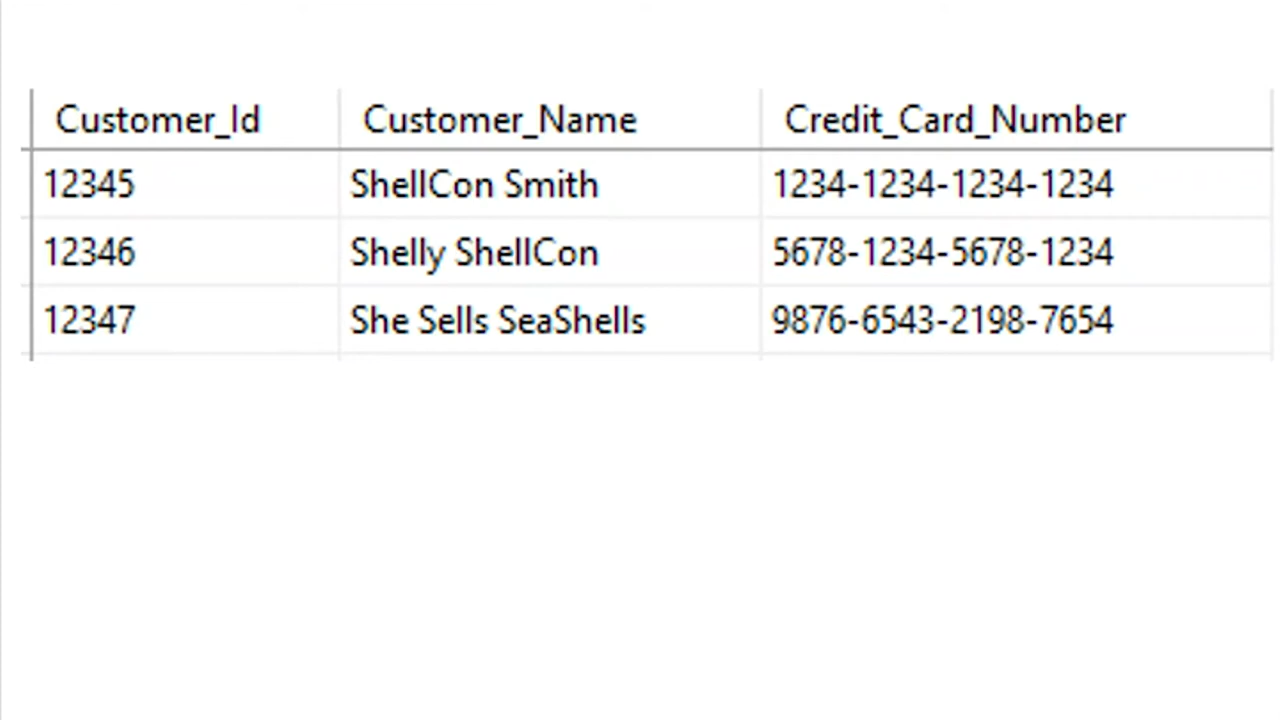 Customer_Id Customer_Name Credit_Card_Number
12345 ShellCon Smith 1234-1234-1234-1234
12346 Shelly ShellCon 5678-1234-5678-1234
12347 She Sells SeaShells 9876-6543-2198-7654